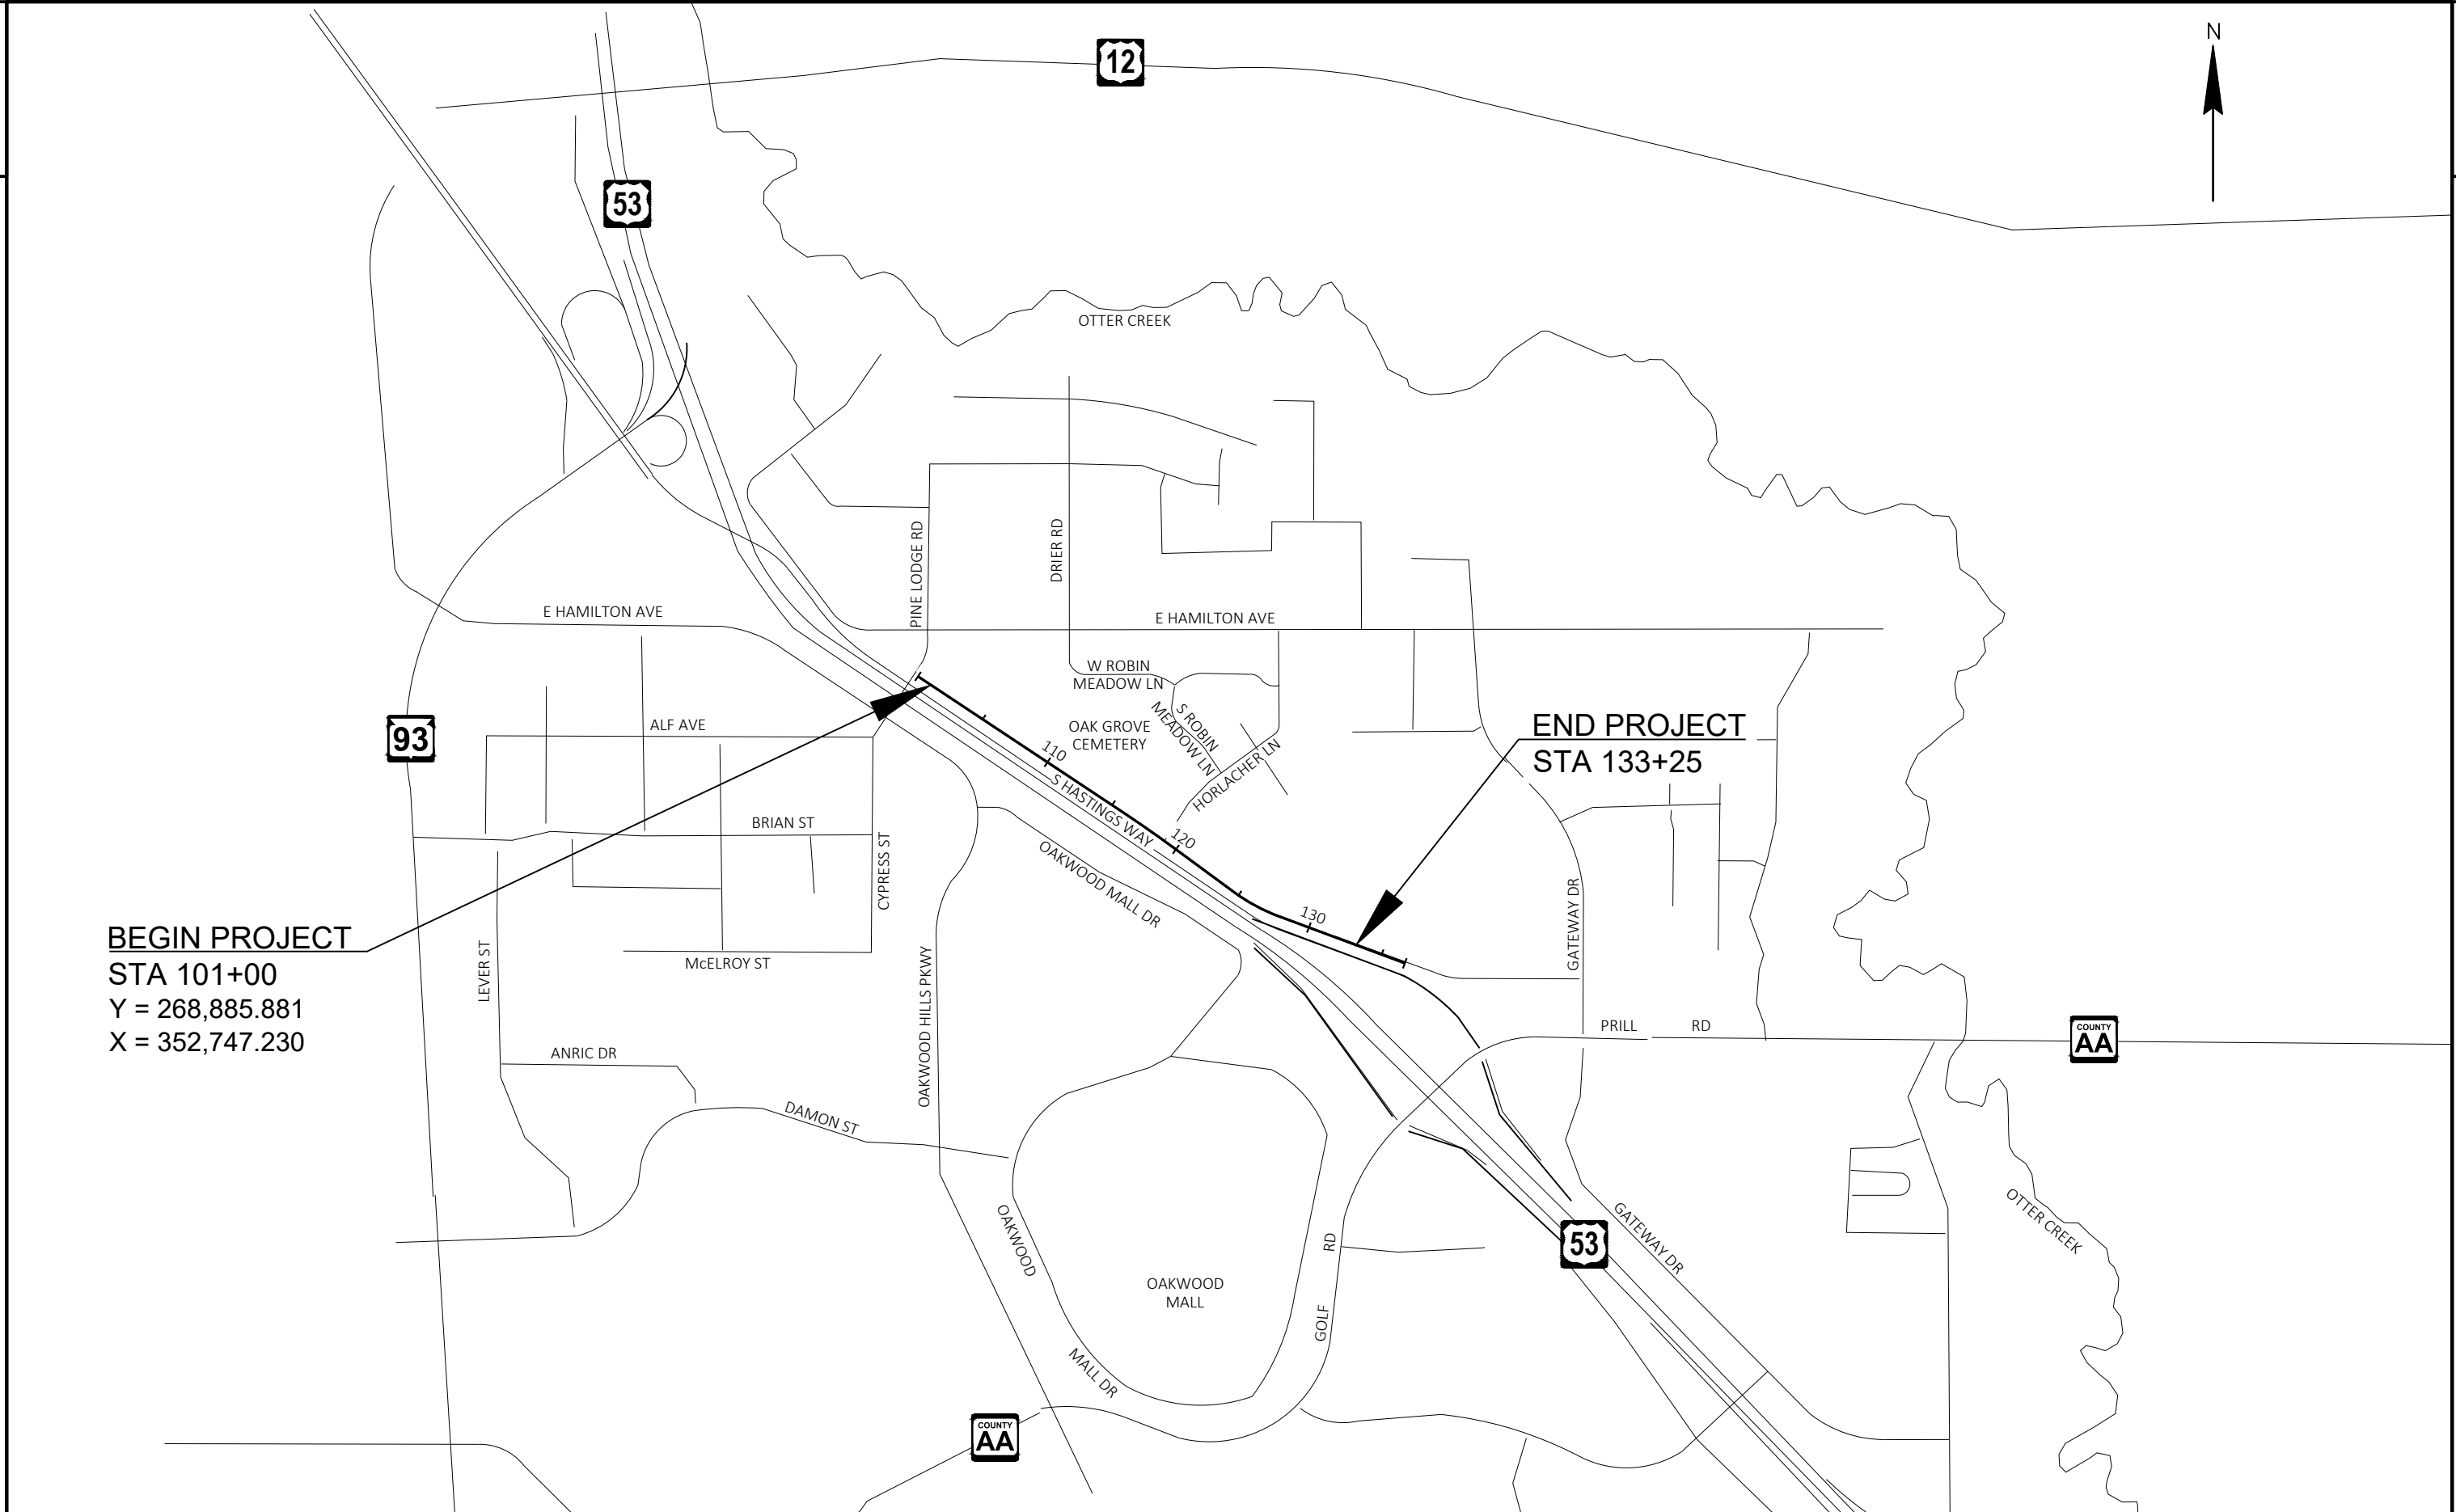 N
12
53
OTTER CREEK
PINE LODGE RD
DRIER RD
E HAMILTON AVE
E HAMILTON AVE
W ROBIN
MEADOW LN
S ROBIN
MEADOW LN
OAK GROVE
CEMETERY
HORLACHER LN
93
ALF AVE
110
S HASTINGS WAY
120
130
END PROJECT
STA 133+25
BRIAN ST
CYPRESS ST
OAKWOOD MALL DR
GATEWAY DR
BEGIN PROJECT
STA 101+00
Y = 268,885.881
X = 352,747.230
LEVER ST
McELROY ST
OAKWOOD HILLS PKWY
PRILL RD
COUNTY
AA
ANRIC DR
DAMON ST
OAKWOOD
MALL DR
OAKWOOD
MALL
GOLF RD
53
GATEWAY DR
OTTER CREEK
COUNTY
AA